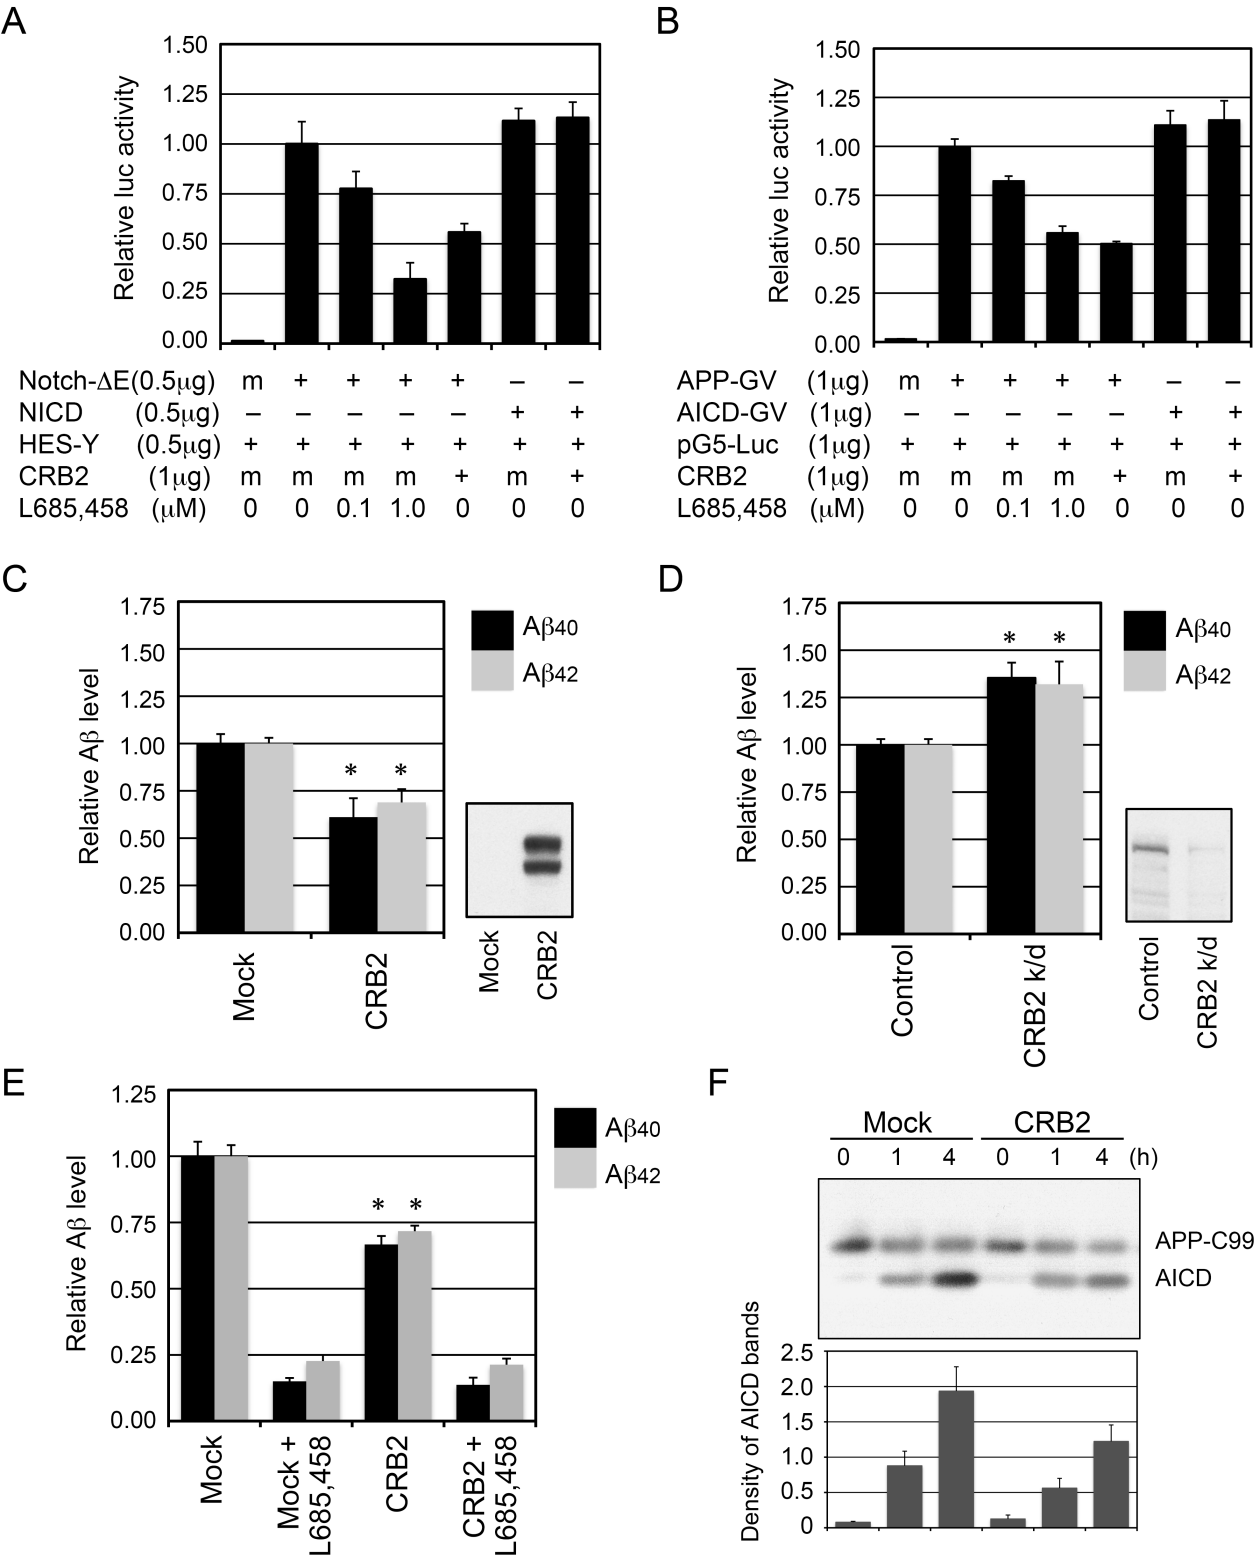 A
Relative luc activity
1.50
1.25
1.00
0.75
0.50
0.25
0.00
Notch-ΔE(0.5μg) m + + + + – –
NICD (0.5μg) – – – – – + +
HES-Y (0.5μg) + + + + + + +
CRB2 (1μg) m m m m + m +
L685,458 (μM) 0 0 0.1 1.0 0 0 0
B
Relative luc activity
1.50
1.25
1.00
0.75
0.50
0.25
0.00
APP-GV (1μg) m + + + + – –
AICD-GV (1μg) – – – – – + +
pG5-Luc (1μg) + + + + + + +
CRB2 (1μg) m m m m + m +
L685,458 (μM) 0 0 0.1 1.0 0 0 0
C
Relative Aβ level
1.75
1.50
1.25
1.00
0.75
0.50
0.25
0.00
* *
Mock
CRB2
Aβ40
Aβ42
Mock
CRB2
D
Relative Aβ level
1.75
1.50
1.25
1.00
0.75
0.50
0.25
0.00
* *
Control
CRB2 k/d
Aβ40
Aβ42
Control
CRB2 k/d
E
Relative Aβ level
1.25
1.00
0.75
0.50
0.25
0.00
* *
Mock
Mock +
L685,458
CRB2
CRB2 +
L685,458
Aβ40
Aβ42
F
Mock CRB2
0 1 4 0 1 4 (h)
APP-C99
AICD
Density of AICD bands
2.5
2.0
1.5
1.0
0.5
0